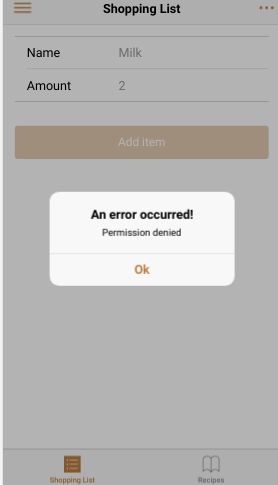 Shopping List
Name Milk
Amount 2
Add item
An error occurred!
Permission denied
Ok
Shopping List Recipes